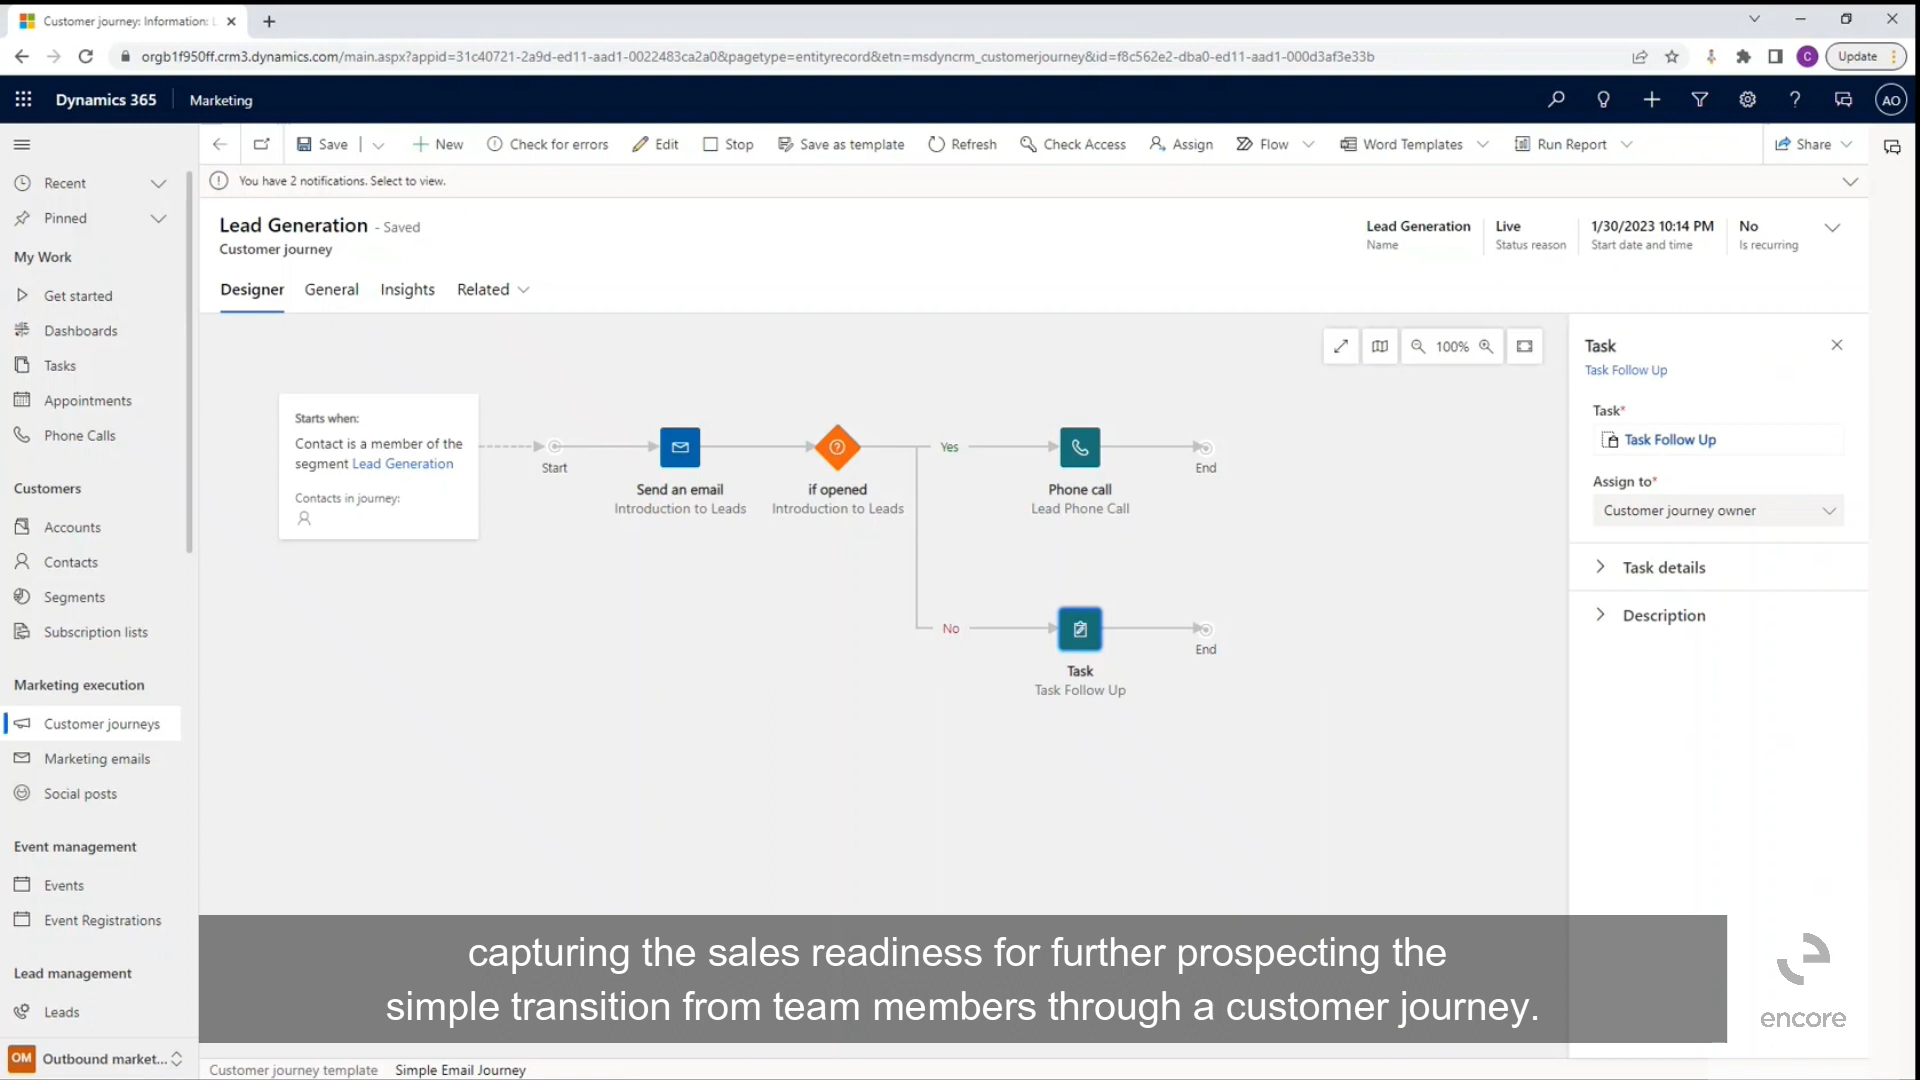 Customer journey: Information: L
orgb1f950ff.crm3.dynamics.com/main.aspx?appid=31c40721-2a9d-ed11-aad1-0022483ca2a0&pagetype=entityrecord&etn=msdyncrm_customerjourney&id=f8c562e2-dba0-ed11-aad1-000d3af3e33b
C
Update
Dynamics 365
Marketing
AO
Save
New
Check for errors
Edit
Stop
Save as template
Refresh
Check Access
Assign
Flow
Word Templates
Run Report
Share
You have 2 notifications. Select to view.
Recent
Pinned
My Work
Get started
Dashboards
Tasks
Appointments
Phone Calls
Customers
Accounts
Contacts
Segments
Subscription lists
Marketing execution
Customer journeys
Marketing emails
Social posts
Event management
Events
Event Registrations
Lead management
Leads
OM Outbound market...
Lead Generation - Saved
Customer journey
Lead Generation
Name
Live
Status reason
1/30/2023 10:14 PM
Start date and time
No
Is recurring
Designer
General
Insights
Related
100%
Starts when:
Contact is a member of the
segment Lead Generation
Contacts in journey:
Start
Send an email
Introduction to Leads
if opened
Introduction to Leads
Yes
Phone call
Lead Phone Call
End
No
Task
Task Follow Up
End
Task
Task Follow Up
Task*
Task Follow Up
Assign to*
Customer journey owner
Task details
Description
capturing the sales readiness for further prospecting the
simple transition from team members through a customer journey.
encore
Customer journey template
Simple Email Journey